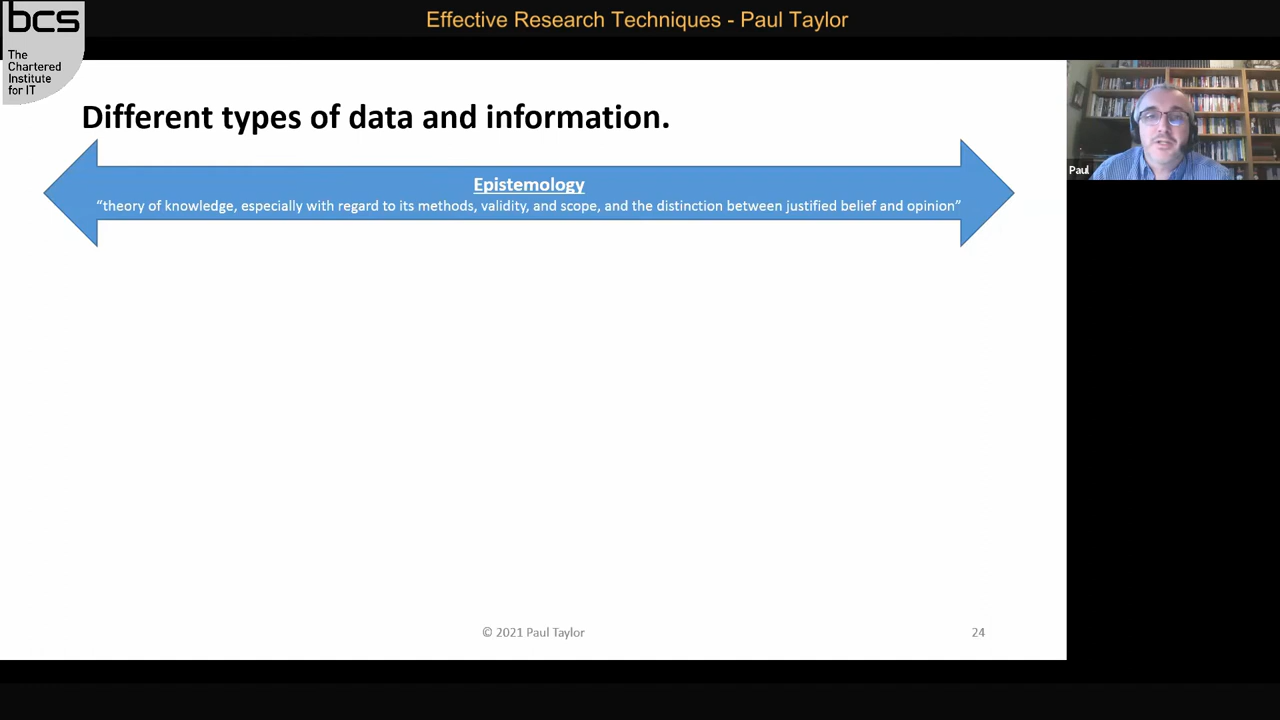 bcs
The
Chartered
Institute
for IT
Effective Research Techniques - Paul Taylor
Different types of data and information.
Epistemology
“theory of knowledge, especially with regard to its methods, validity, and scope, and the distinction between justified belief and opinion”
Paul
© 2021 Paul Taylor
24